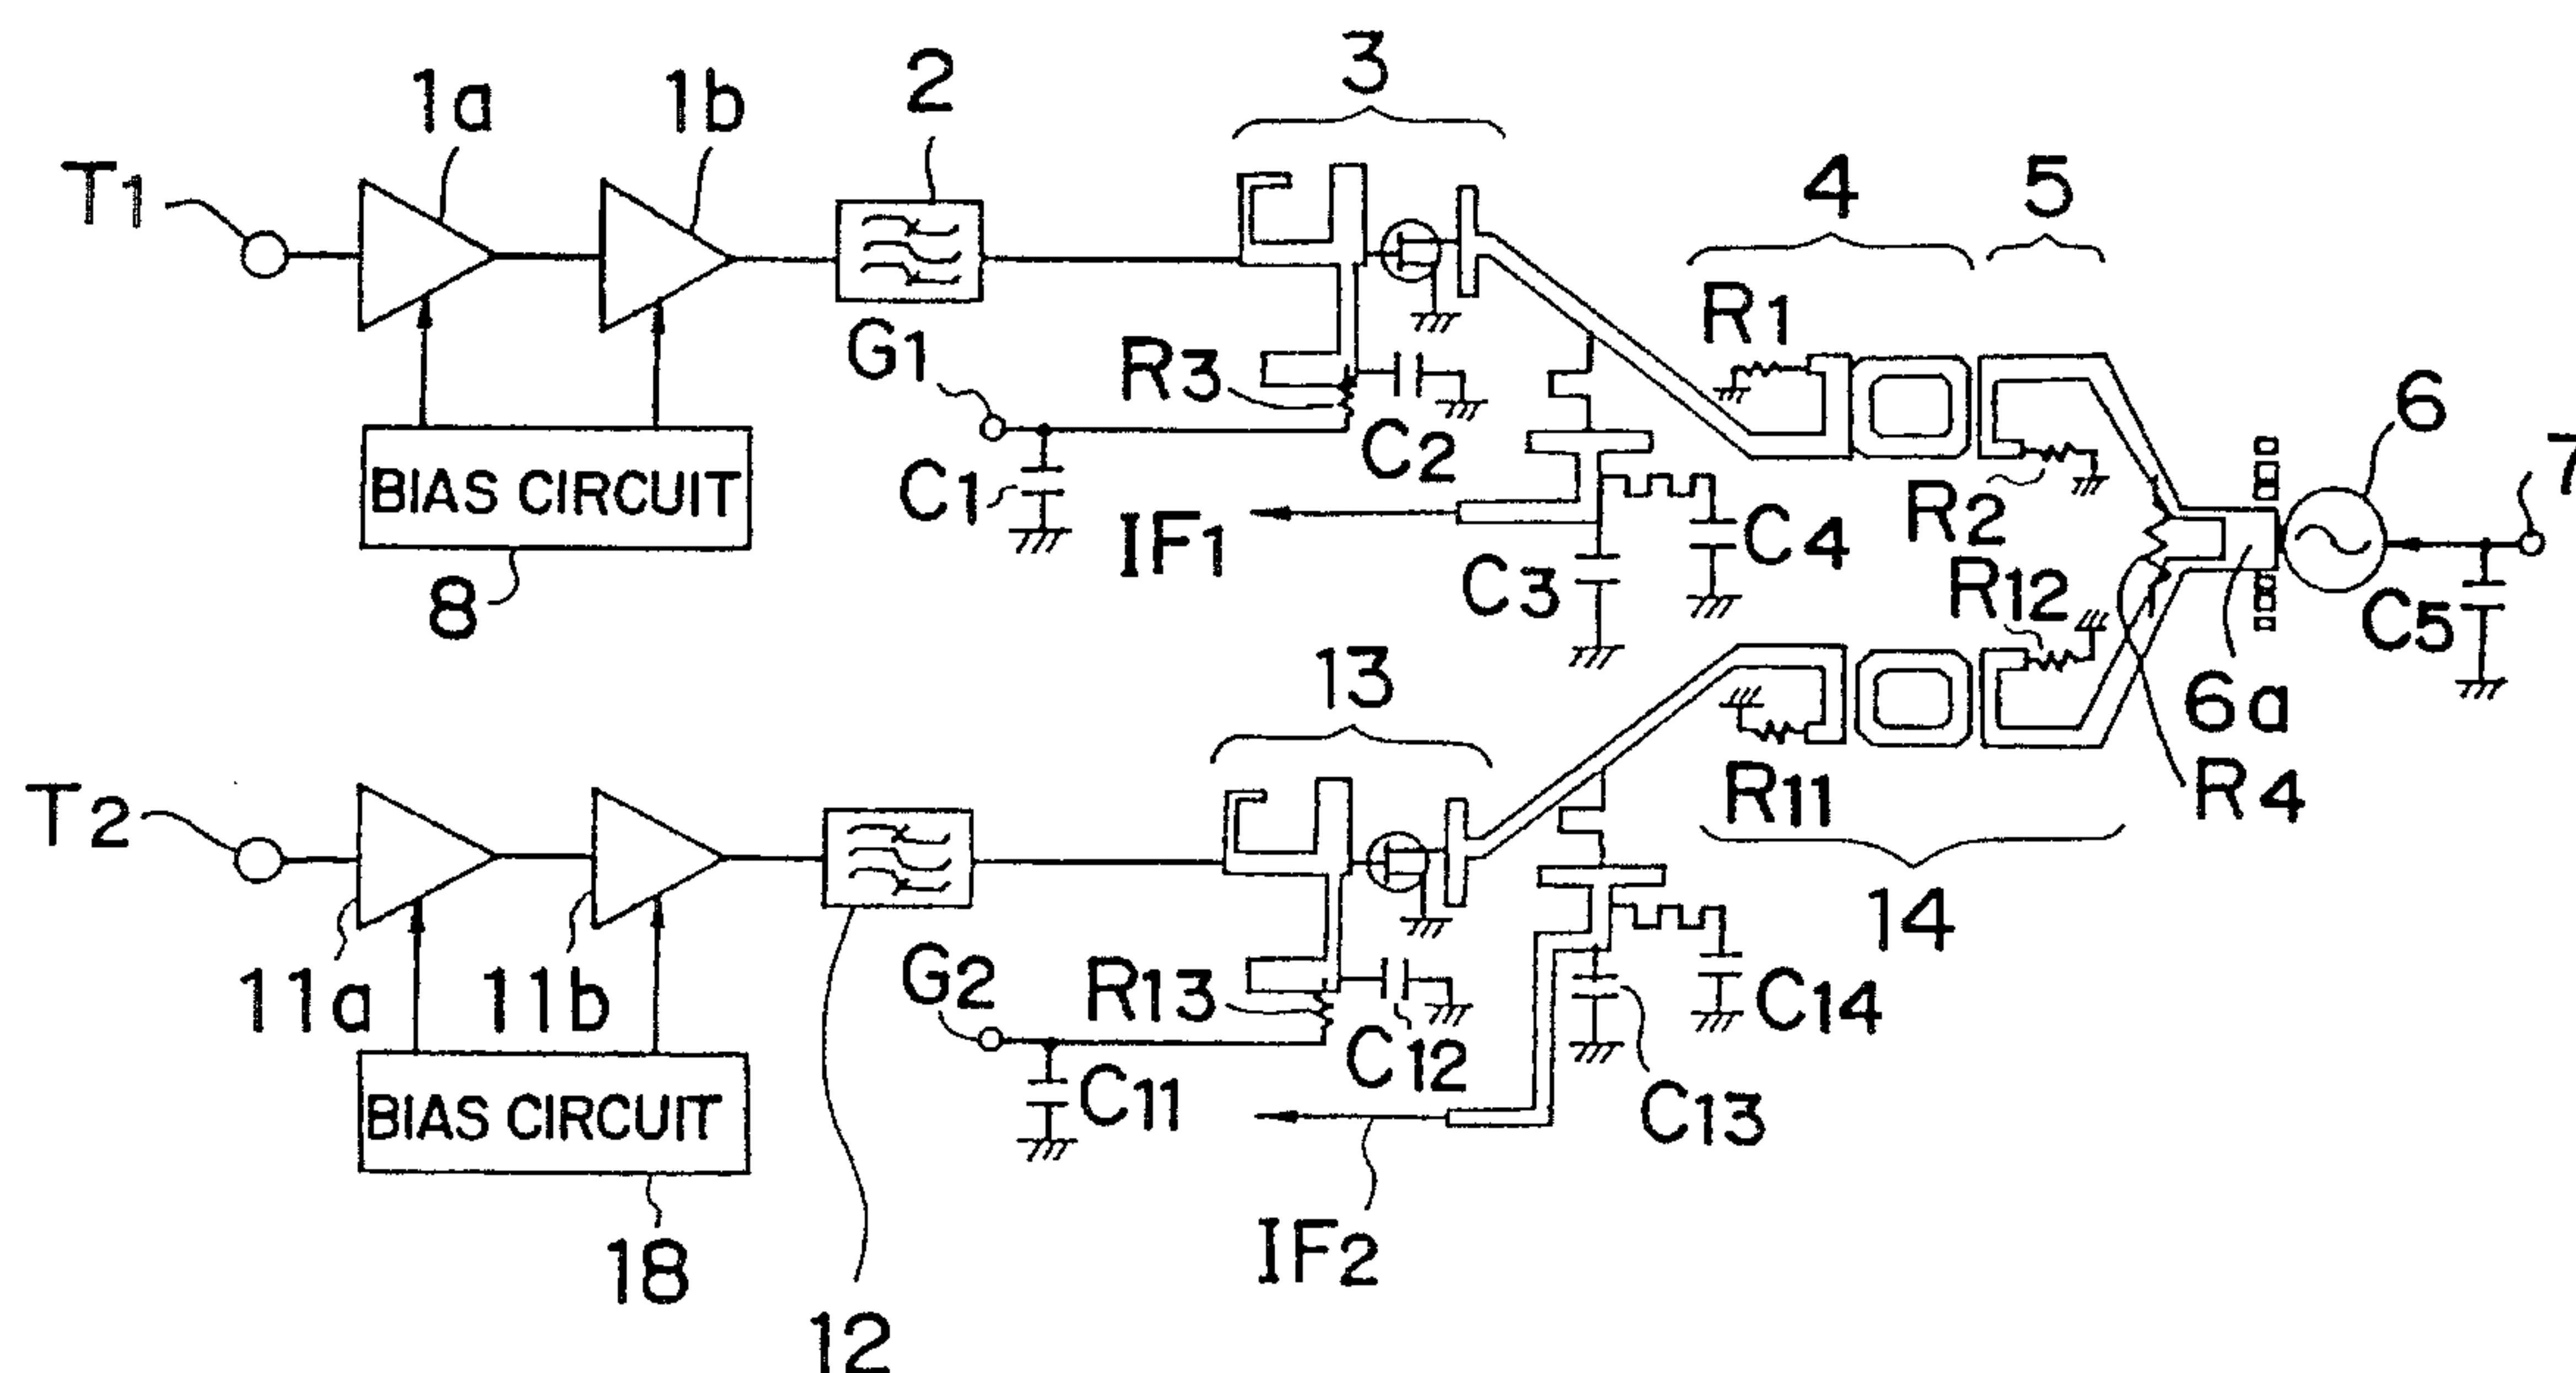 3
2
1a
1b
T1
4
5
R1
G1
R3
6
7
C2
C1
BIAS CIRCUIT
R2
IF1
C4
C3
R12
C5
8
13
6a
R4
T2
R11
14
G2
R13
11a
11b
C14
C12
C11
C13
BIAS CIRCUIT
IF2
18
12